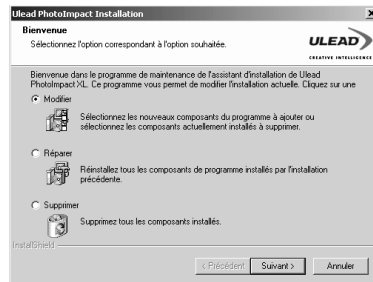 Ulead PhotoImpact Installation
Bienvenue
Sélectionnez l'option correspondant à l'option souhaitée.
ULEAD
CREATIVE INTELLIGENCE
Bienvenue dans le programme de maintenance de l'assistant d'installation de Ulead
PhotoImpact XL. Ce programme vous permet de modifier l'installation actuelle. Cliquez sur une
Modifier
Sélectionnez les nouveaux composants du programme à ajouter ou
sélectionnez les composants actuellement installés à supprimer.
Réparer
Réinstallez tous les composants de programme installés par l'installation
précédente.
Supprimer
Supprimez tous les composants installés.
InstallShield
< Précédent
Suivant >
Annuler